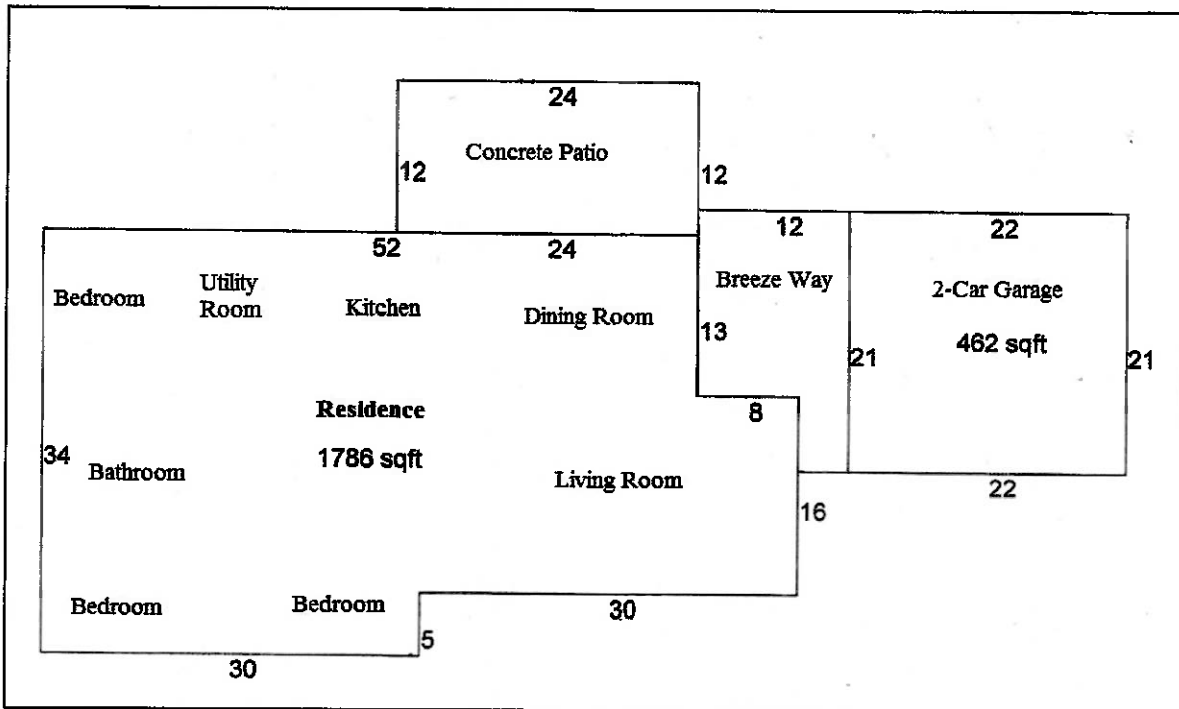 24
Concrete Patio
12
12
12
22
52
24
Utility
Room
Bedroom
Kitchen
Dining Room
Breeze Way
2-Car Garage
13
462 sqft
21
21
Residence
8
34
Bathroom
1786 sqft
Living Room
16
22
Bedroom
Bedroom
30
5
30